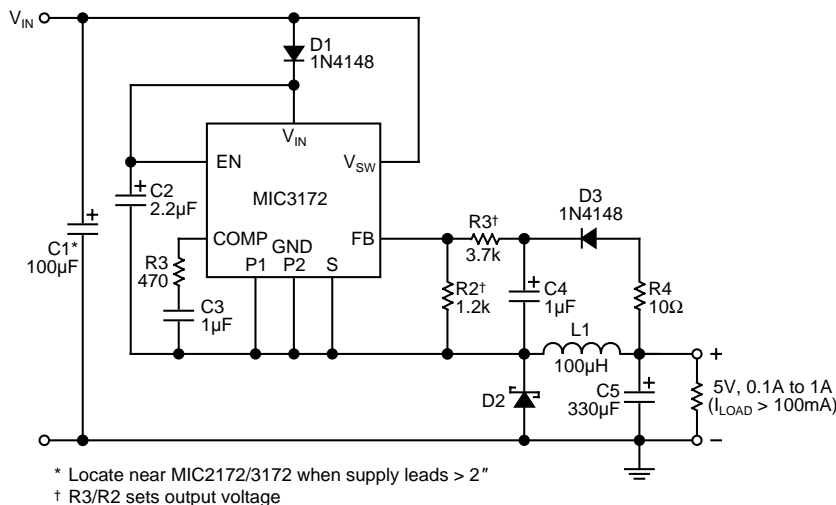 VIN
D1
1N4148
VIN
EN
VSW
C2
2.2µF
MIC3172
D3
1N4148
C1*
100µF
COMP
GND
FB
R3†
3.7k
R3
470
P1
P2
S
R2†
1.2k
C4
1µF
R4
10Ω
C3
1µF
L1
100µH
+
D2
C5
330µF
5V, 0.1A to 1A
(ILOAD > 100mA)
–
* Locate near MIC2172/3172 when supply leads > 2″
† R3/R2 sets output voltage